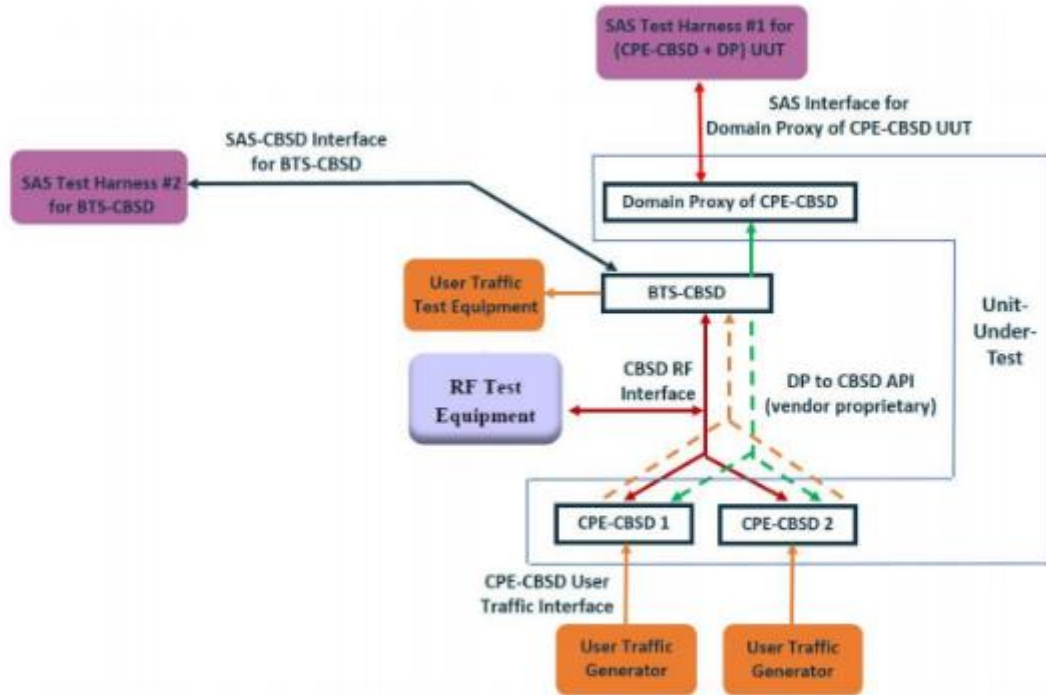 SAS Test Harness #1 for
(CPE-CBSD + DP) UUT
SAS Interface for
Domain Proxy of CPE-CBSD UUT
SAS-CBSD Interface
for BTS-CBSD
SAS Test Harness #2
for BTS-CBSD
Domain Proxy of CPE-CBSD
User Traffic
Test Equipment
BTS-CBSD
Unit-
Under-
Test
CBSD RF
Interface
RF Test
Equipment
DP to CBSD API
(vendor proprietary)
CPE-CBSD 1
CPE-CBSD 2
CPE-CBSD User
Traffic Interface
User Traffic
Generator
User Traffic
Generator